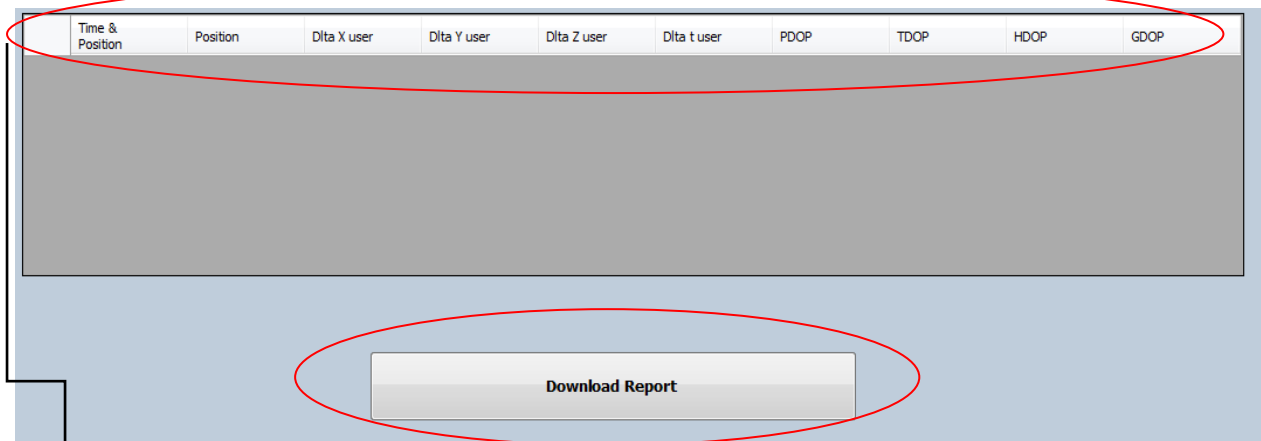 Time & Position Position Dlta X user Dlta Y user Dlta Z user Dlta t user PDOP TDOP HDOP GDOP
Download Report